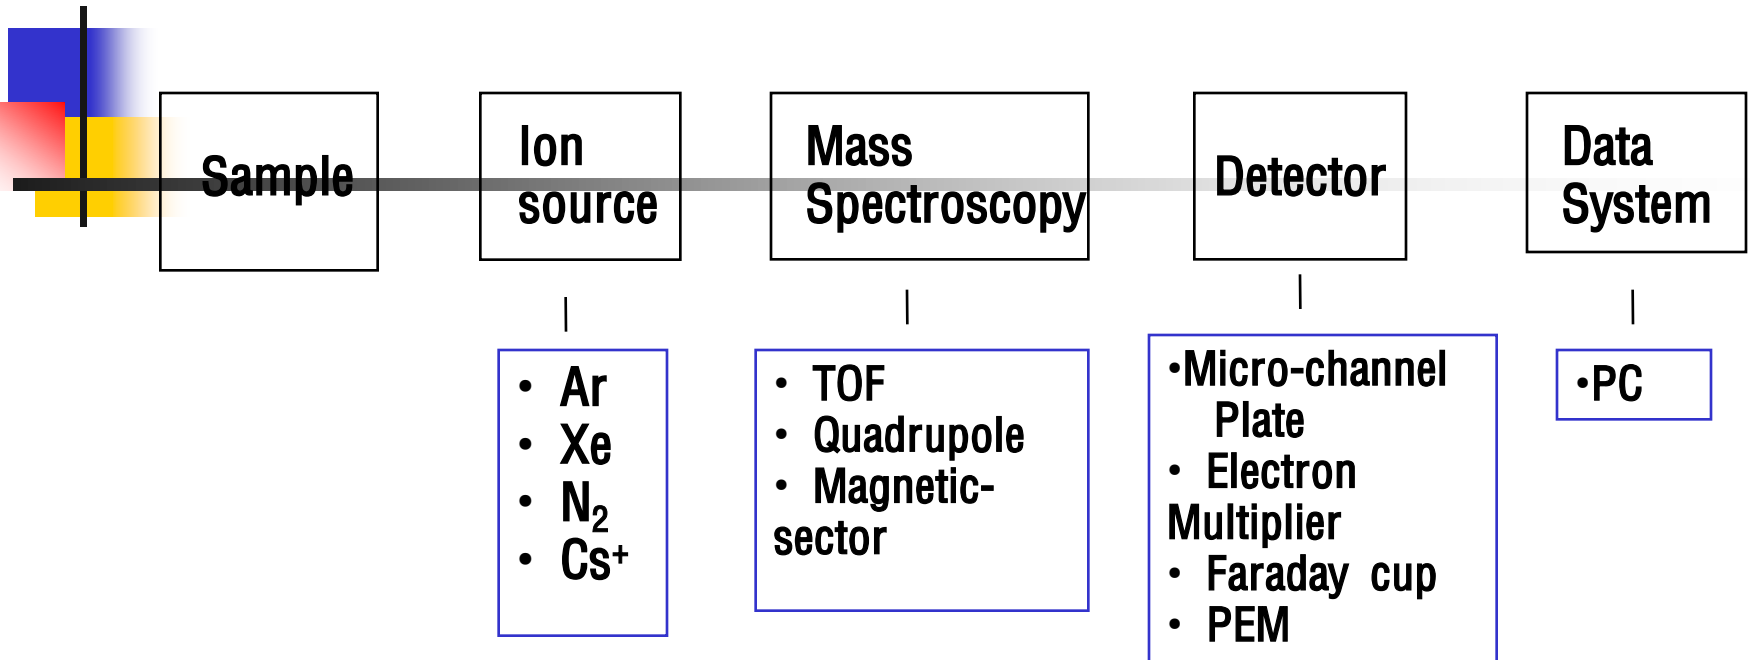 Sample
Ion
source
Mass
Spectroscopy
Detector
Data
System
• Ar
• Xe
• N₂
• Cs⁺
• TOF
• Quadrupole
• Magnetic-
sector
•Micro-channel
Plate
• Electron
Multiplier
• Faraday cup
• PEM
•PC